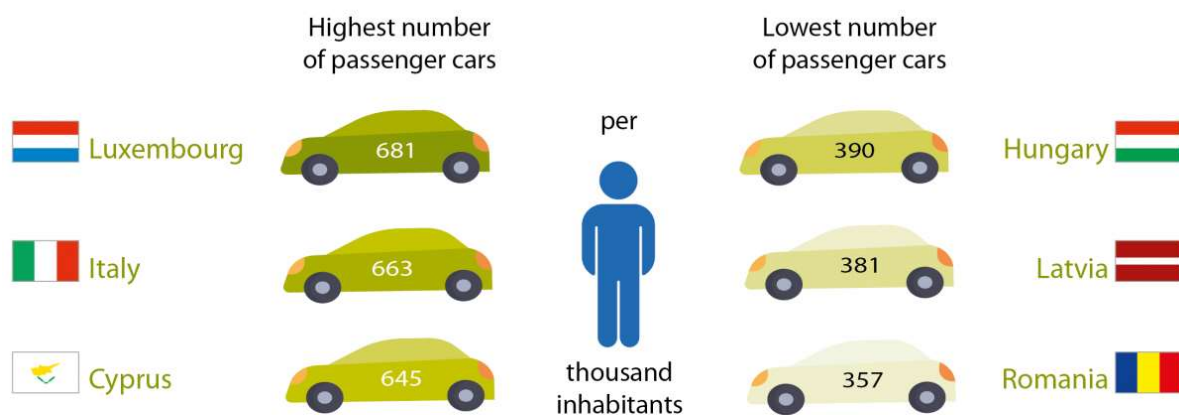 Highest number
of passenger cars
Lowest number
of passenger cars
per
Luxembourg
681
390
Hungary
Italy
663
381
Latvia
Cyprus
645
357
Romania
thousand
inhabitants